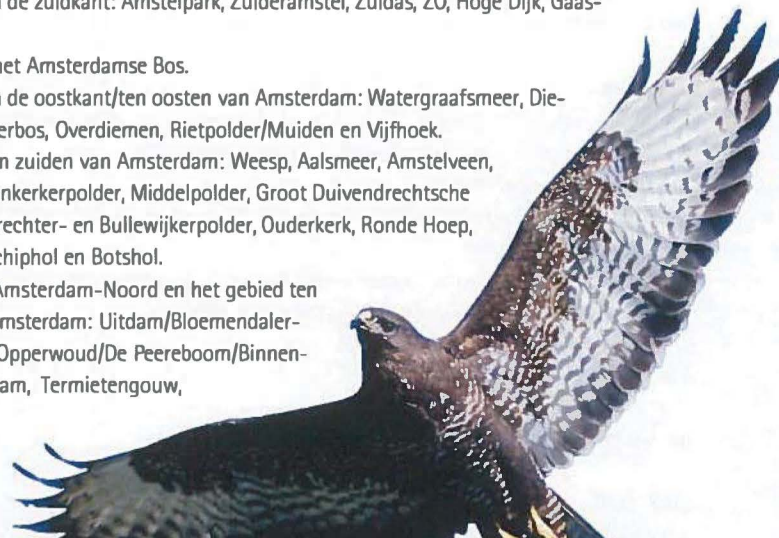 de zuidkant: Amstelpark, Zuideramstel, Zuidas, ZO, Hoge Dijk, Gaas-
het Amsterdamse Bos.
de oostkant/ten oosten van Amsterdam: Watergraafsmeer, Die-
erbos, Overdiemen, Rietpolder/Muiden en Vijfhoek.
n zuiden van Amsterdam: Weesp, Aalsmeer, Amstelveen,
nkerkerpolder, Middelpolder, Groot Duivendrechtsche
rechter- en Bullewijkerpolder, Ouderkerk, Ronde Hoep,
chiphol en Botshol.
Amsterdam-Noord en het gebied ten
msterdam: Uitdam/Bloemendaler-
Opperwoud/De Peereboom/Binnen-
am, Termietengouw,